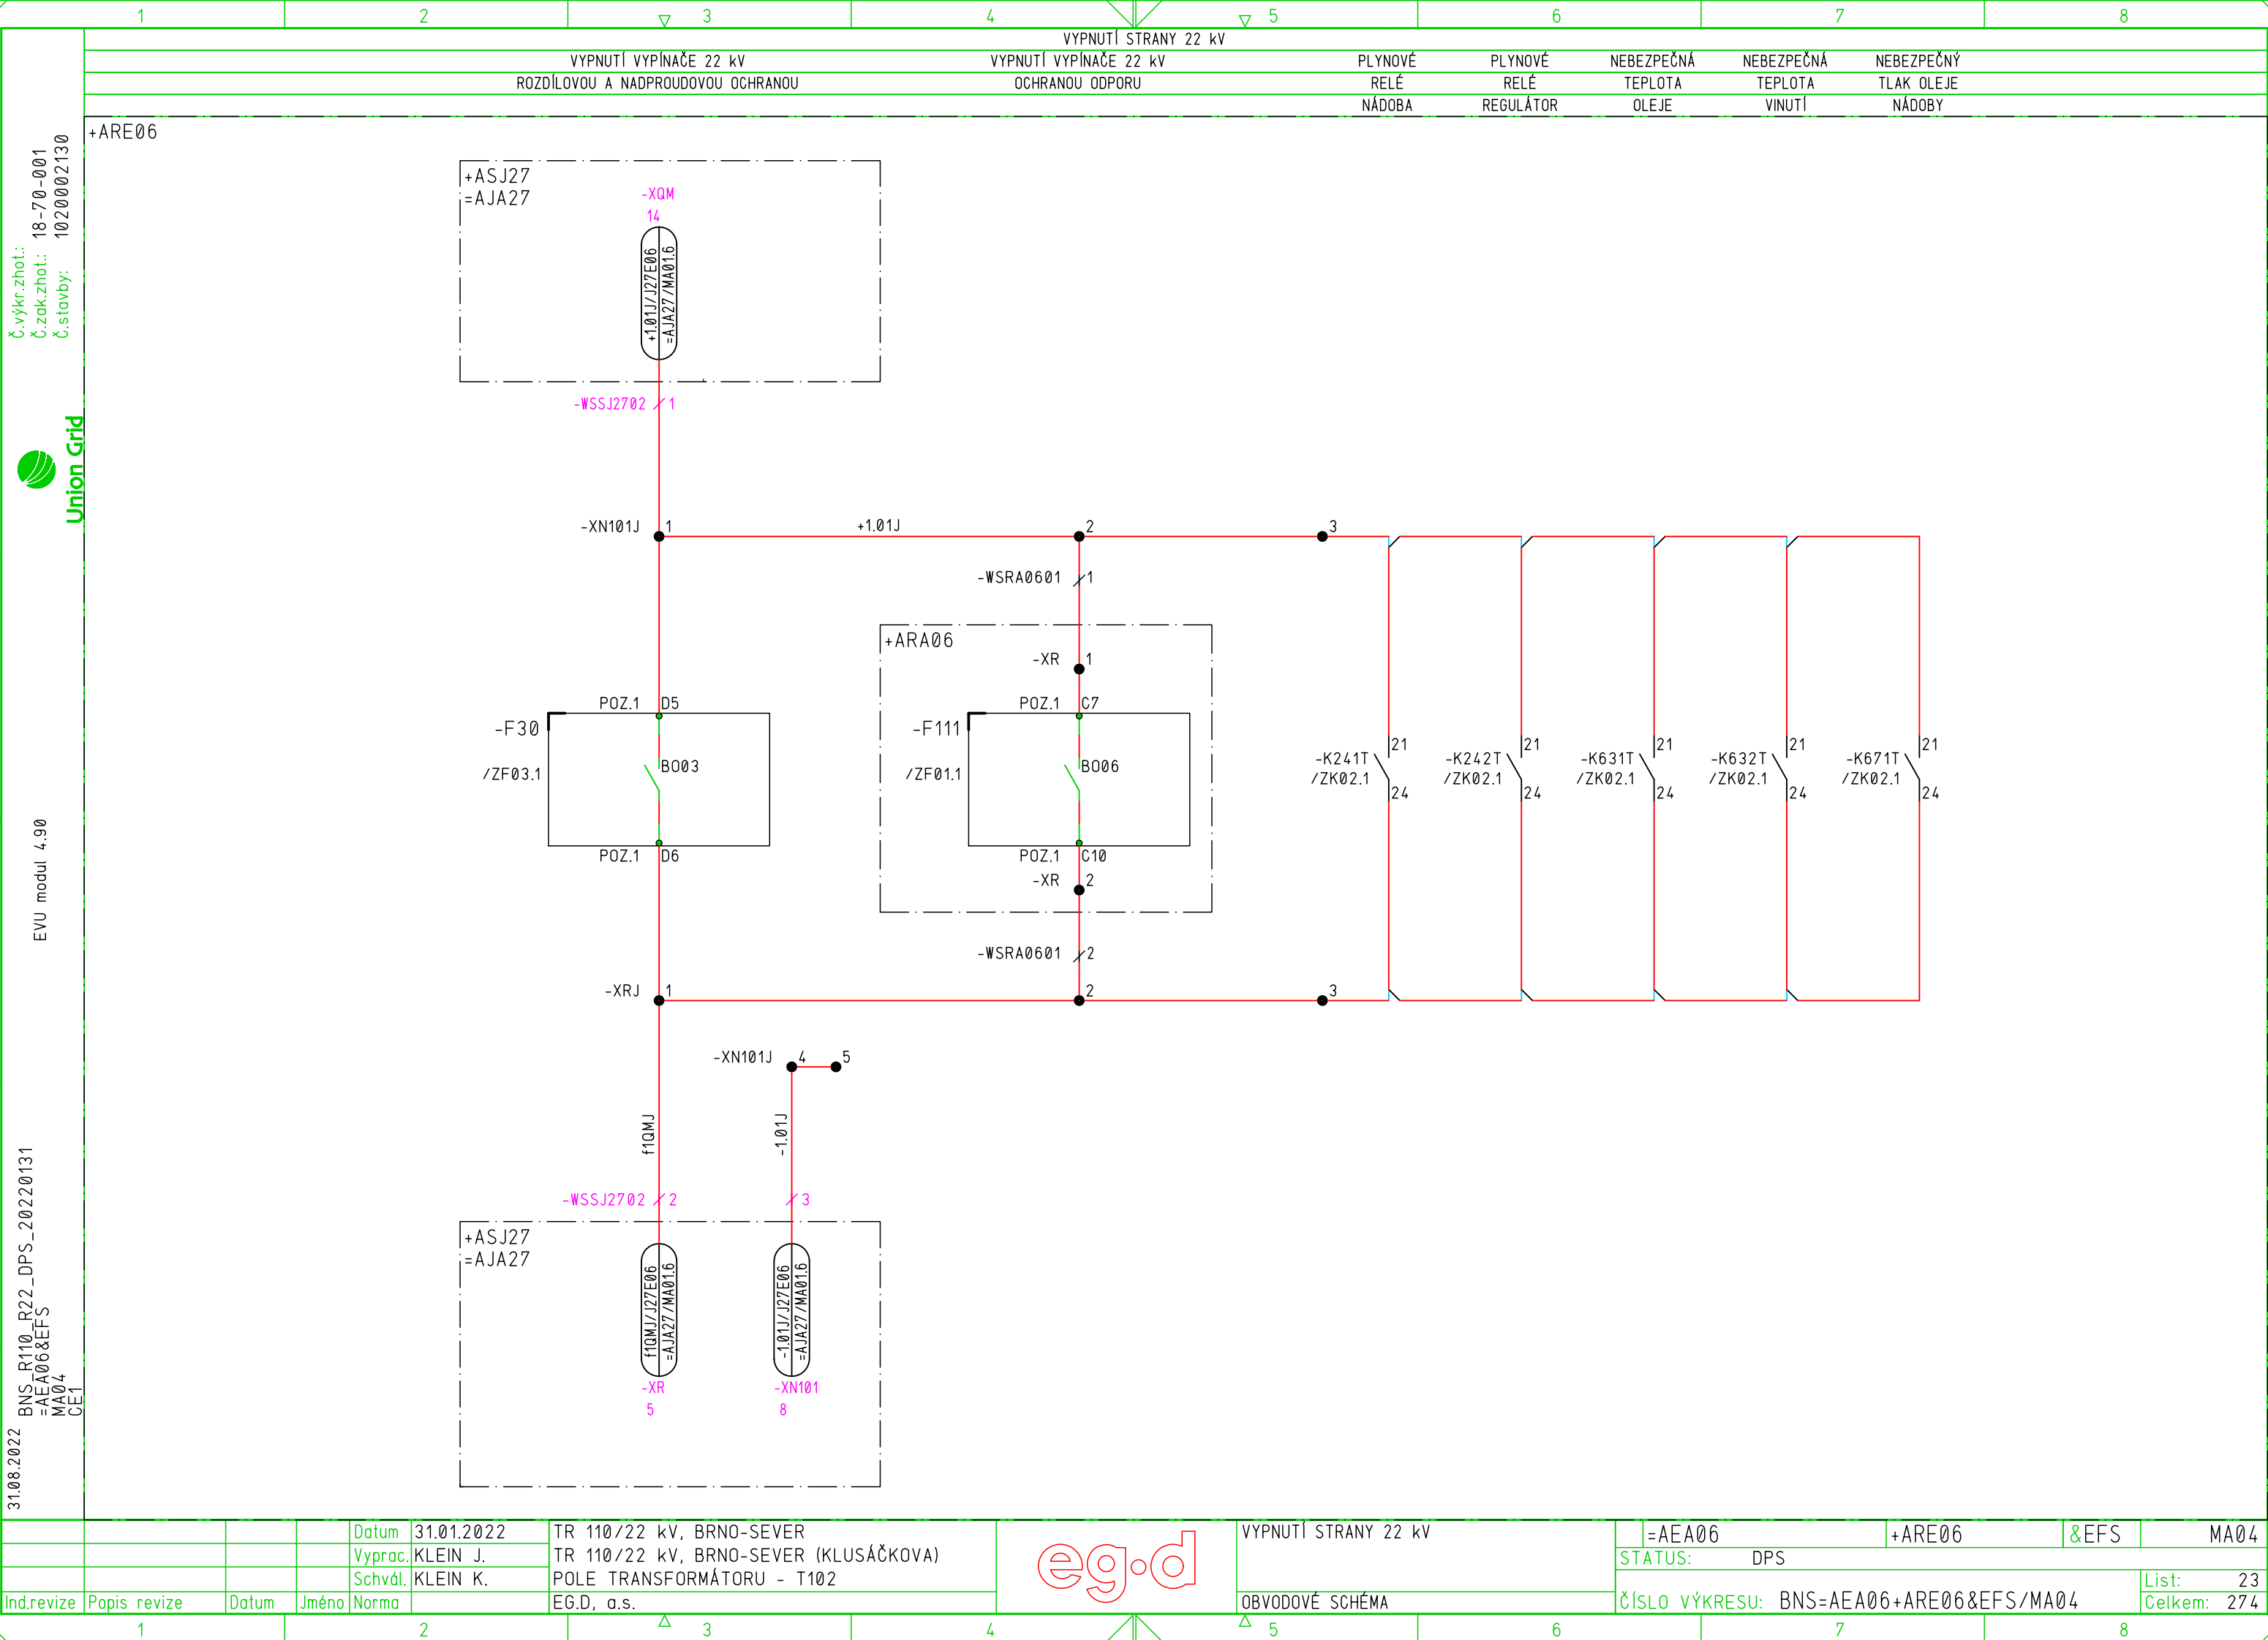 1 2 3 4 5 6 7 8
VYPNUTÍ STRANY 22 kV
VYPNUTÍ VYPÍNAČE 22 kV
ROZDÍLOVOU A NADPROUDOVOU OCHRANOU
VYPNUTÍ VYPÍNAČE 22 kV
OCHRANOU ODPORU
PLYNOVÉ
RELÉ
NÁDOBA
PLYNOVÉ
RELÉ
REGULÁTOR
NEBEZPEČNÁ
TEPLOTA
OLEJE
NEBEZPEČNÁ
TEPLOTA
VINUTÍ
NEBEZPEČNÝ
TLAK OLEJE
NÁDOBY
+ARE06
Č.výkr.zhot.:
Č.zak.zhot.: 18-70-001
Č.stavby: 1020002130
Union Grid
EVU modul 4.90
31.08.2022
BNS_R110_R22_DPS_20220131
=AEA06&EFS
MA04
CE1
+ASJ27
=AJA27
-XQM
14
+1.01J/J27E06
=AJA27/MA01.6
-WSSJ2702 1
-XN101J 1
+1.01J
2
3
-WSRA0601 1
+ARA06
-XR 1
POZ.1 D5
-F30
/ZF03.1
BO03
POZ.1 D6
POZ.1 C7
-F111
/ZF01.1
BO06
POZ.1 C10
-XR 2
-WSRA0601 2
21
-K241T
/ZK02.1
24
21
-K242T
/ZK02.1
24
21
-K631T
/ZK02.1
24
21
-K632T
/ZK02.1
24
21
-K671T
/ZK02.1
24
-XRJ 1
2
3
-XN101J 4 5
f1QMJ
-1.01J
-WSSJ2702 2
3
+ASJ27
=AJA27
f1QMJ/J27E06
=AJA27/MA01.6
-XR
5
-1.01J/J27E06
=AJA27/MA01.6
-XN101
8
Datum 31.01.2022
Vyprac. KLEIN J.
Schvál. KLEIN K.
Ind.revize Popis revize Datum Jméno Norma
TR 110/22 kV, BRNO-SEVER
TR 110/22 kV, BRNO-SEVER (KLUSÁČKOVA)
POLE TRANSFORMÁTORU - T102
EG.D, a.s.
eg·d
VYPNUTÍ STRANY 22 kV
OBVODOVÉ SCHÉMA
=AEA06 +ARE06 &EFS MA04
STATUS: DPS
ČÍSLO VÝKRESU: BNS=AEA06+ARE06&EFS/MA04
List: 23
Celkem: 274
1 2 3 4 5 6 7 8